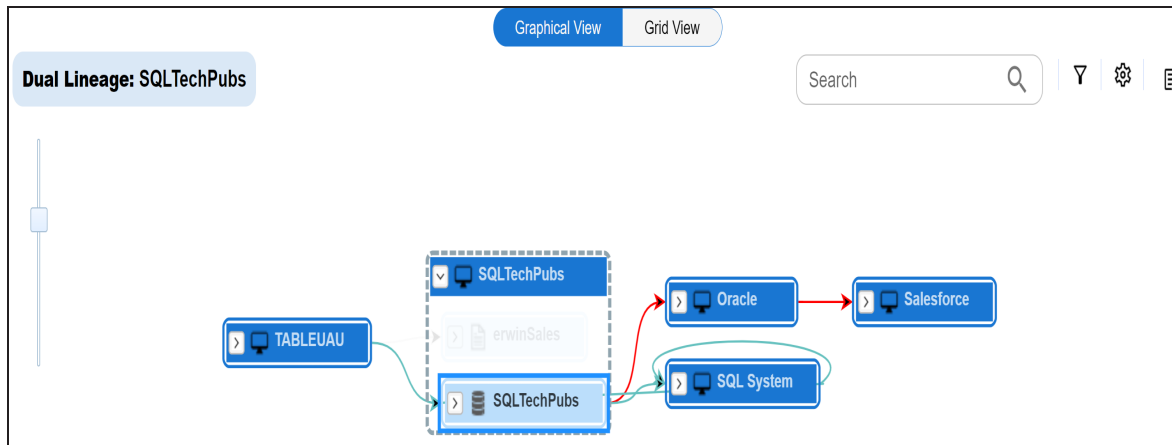 Graphical View
Grid View
Dual Lineage: SQLTechPubs
Search
SQLTechPubs
Oracle
Salesforce
TABLEUAU
erwinSales
SQL System
SQLTechPubs